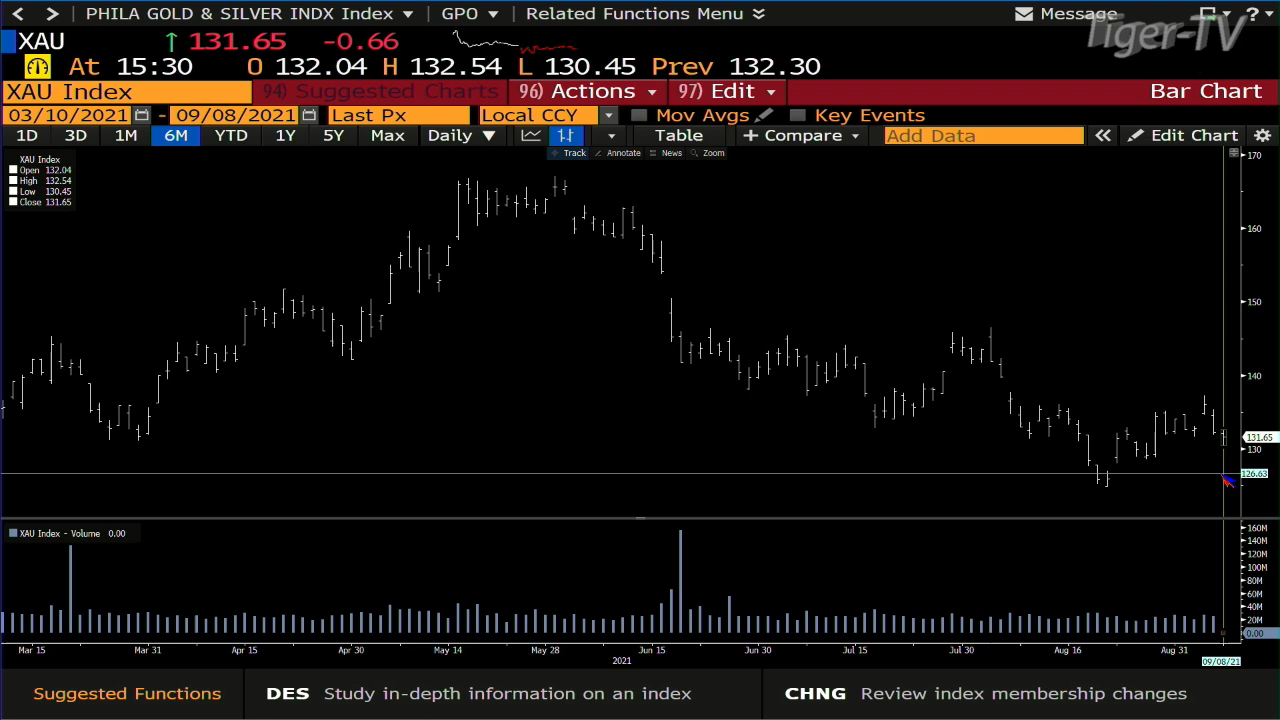 PHILA GOLD & SILVER INDX Index GPO Related Functions Menu Message ?
Tiger-TV
XAU 131.65 -0.66
At 15:30 O 132.04 H 132.54 L 130.45 Prev 132.30
XAU Index 94) Suggested Charts 96) Actions 97) Edit Bar Chart
03/10/2021 - 09/08/2021 Last Px Local CCY Mov Avgs Key Events
1D 3D 1M 6M YTD 1Y 5Y Max Daily Table + Compare Add Data Edit Chart
Track Annotate News Zoom
XAU Index
Open 132.04
High 132.54
Low 130.45
Close 131.65
170
160
150
140
131.65
130
126.63
XAU Index - Volume 0.00
160M
140M
120M
100M
80M
60M
40M
20M
0.00
Mar 15 Mar 31 Apr 15 Apr 30 May 14 May 28 Jun 15 Jun 30 Jul 15 Jul 30 Aug 16 Aug 31
2021 09/08/21
Suggested Functions DES Study in-depth information on an index CHNG Review index membership changes